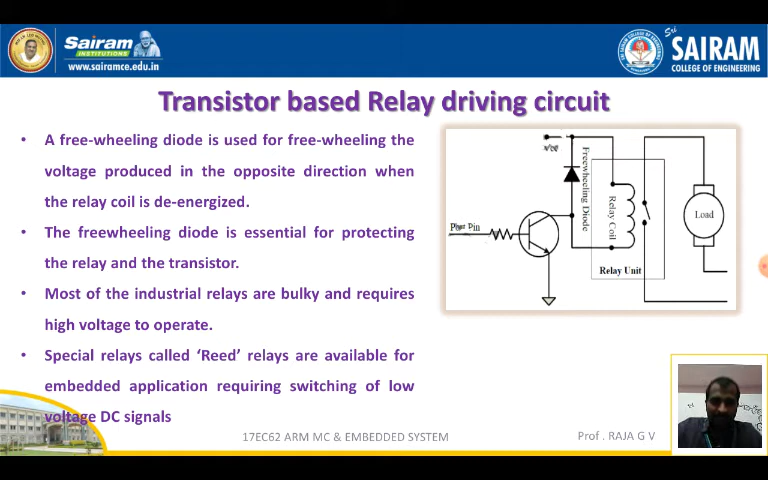 Sairam
INSTITUTIONS
www.sairamce.edu.in
Sri
SAIRAM
COLLEGE OF ENGINEERING
Transistor based Relay driving circuit
• A free-wheeling diode is used for free-wheeling the
voltage produced in the opposite direction when
the relay coil is de-energized.
• The freewheeling diode is essential for protecting
the relay and the transistor.
• Most of the industrial relays are bulky and requires
high voltage to operate.
• Special relays called ‘Reed’ relays are available for
embedded application requiring switching of low
voltage DC signals
Freewheeling Diode
Relay Coil
Load
Relay Unit
17EC62 ARM MC & EMBEDDED SYSTEM
Prof . RAJA G V